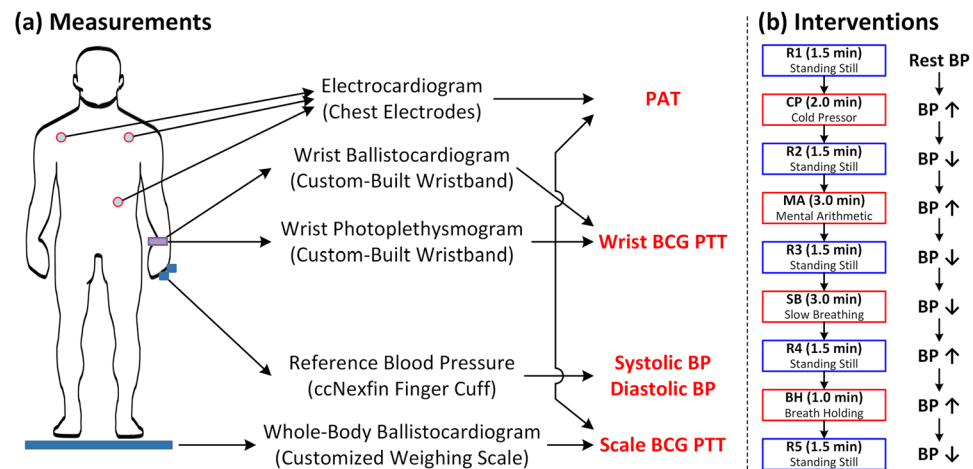 (a) Measurements
Electrocardiogram
(Chest Electrodes)
PAT
Wrist Ballistocardiogram
(Custom-Built Wristband)
Wrist Photoplethysmogram
(Custom-Built Wristband)
Wrist BCG PTT
Reference Blood Pressure
(ccNexfin Finger Cuff)
Systolic BP
Diastolic BP
Whole-Body Ballistocardiogram
(Customized Weighing Scale)
Scale BCG PTT
(b) Interventions
R1 (1.5 min)
Standing Still
Rest BP
CP (2.0 min)
Cold Pressor
BP ↑
R2 (1.5 min)
Standing Still
BP ↓
MA (3.0 min)
Mental Arithmetic
BP ↑
R3 (1.5 min)
Standing Still
BP ↓
SB (3.0 min)
Slow Breathing
BP ↓
R4 (1.5 min)
Standing Still
BP ↑
BH (1.0 min)
Breath Holding
BP ↑
R5 (1.5 min)
Standing Still
BP ↓